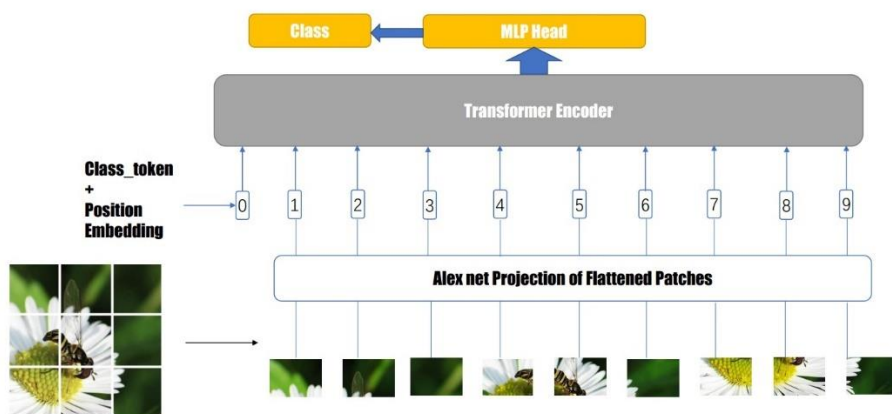 Class
MLP Head
Transformer Encoder
Class_token
+
Position
Embedding
0 1 2 3 4 5 6 7 8 9
Alex net Projection of Flattened Patches